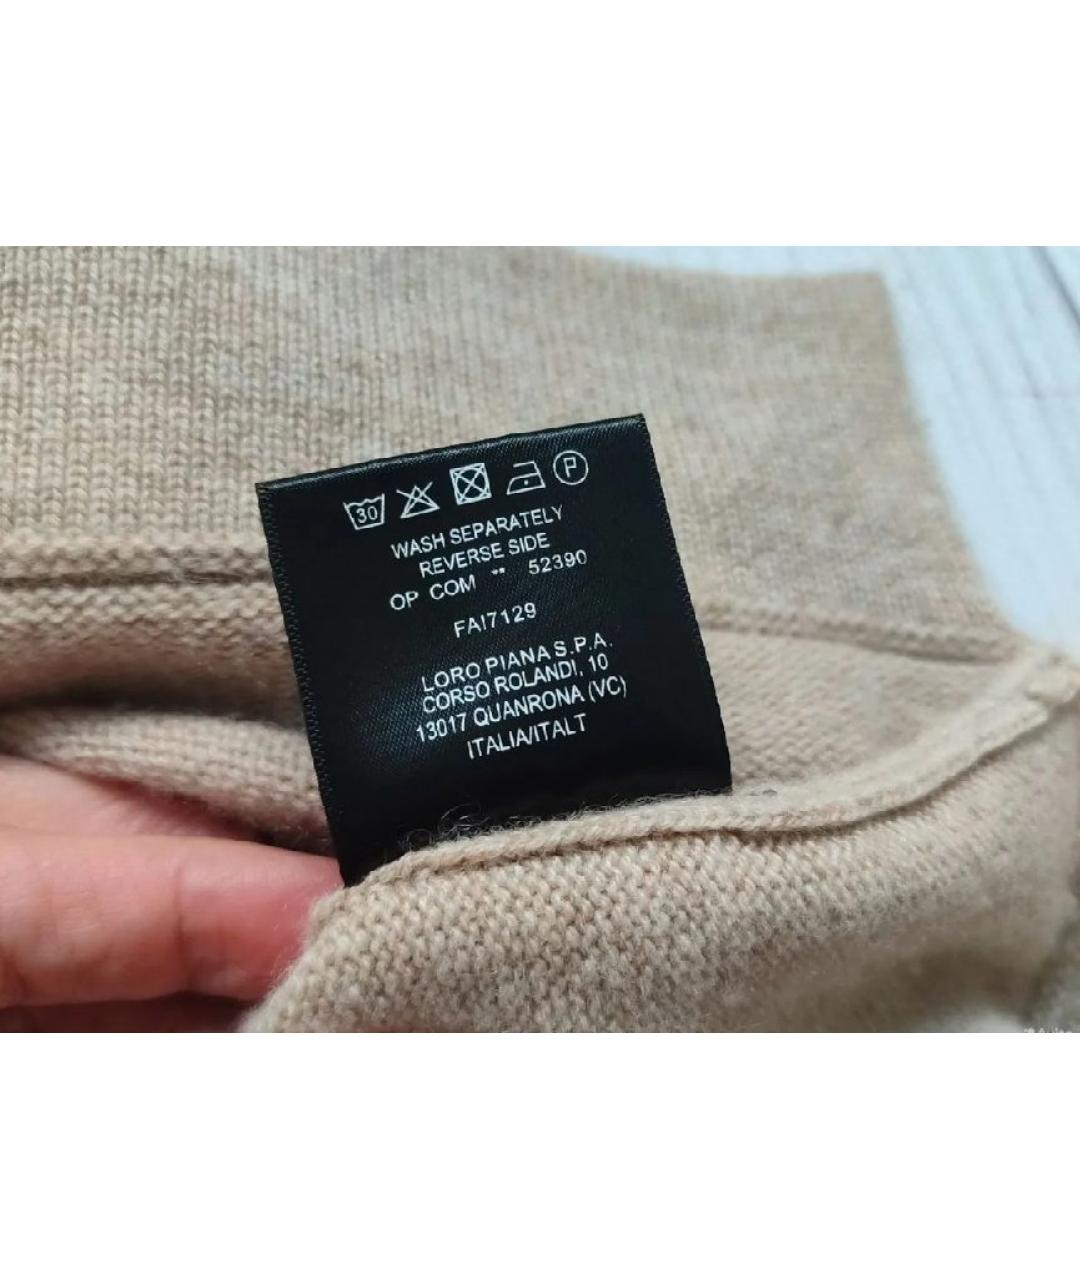 30
P
WASH SEPARATELY
REVERSE SIDE
OP COM ** 52390
FAI7129
LORO PIANA S.P.A.
CORSO ROLANDI, 10
13017 QUANRONA (VC)
ITALIA/ITALT